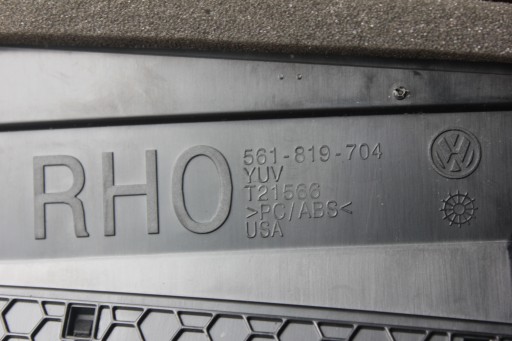 RHO
561-819-704
YUV
T21566
>PC/ABS<
USA